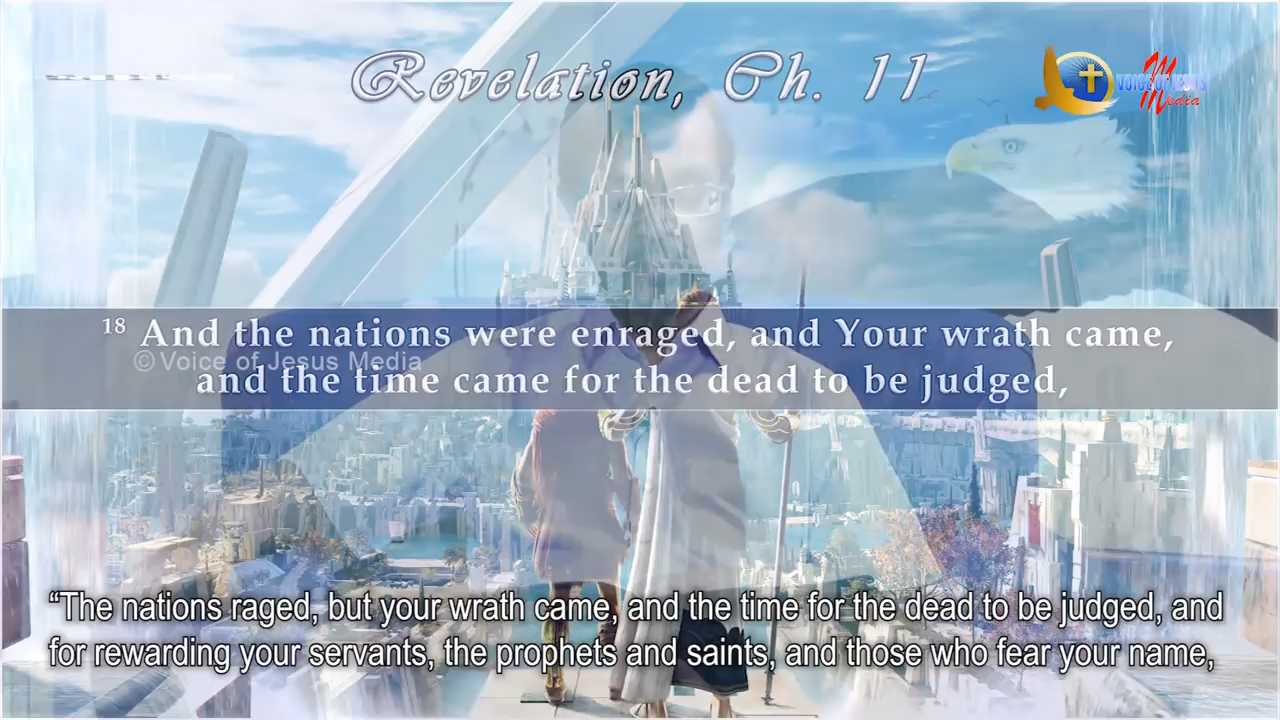 Revelation, Ch. 11
VOICE OF JESUS
Media
18 And the nations were enraged, and Your wrath came,
© Voice of Jesus Media
and the time came for the dead to be judged,
“The nations raged, but your wrath came, and the time for the dead to be judged, and
for rewarding your servants, the prophets and saints, and those who fear your name,